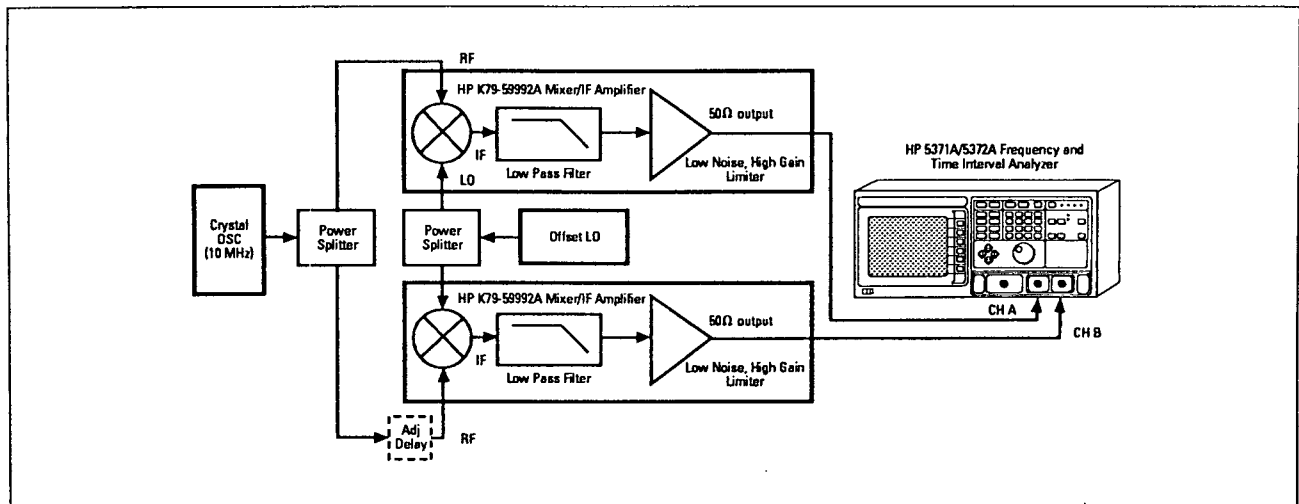 RF
HP K79-59992A Mixer/IF Amplifier
50Ω output
IF
Low Pass Filter
Low Noise, High Gain
Limiter
LO
HP 5371A/5372A Frequency and
Time Interval Analyzer
Crystal
OSC
(10 MHz)
Power
Splitter
Power
Splitter
Offset LO
HP K79-59992A Mixer/IF Amplifier
50Ω output
IF
Low Pass Filter
Low Noise, High Gain
Limiter
CH A
CH B
Adj
Delay
RF